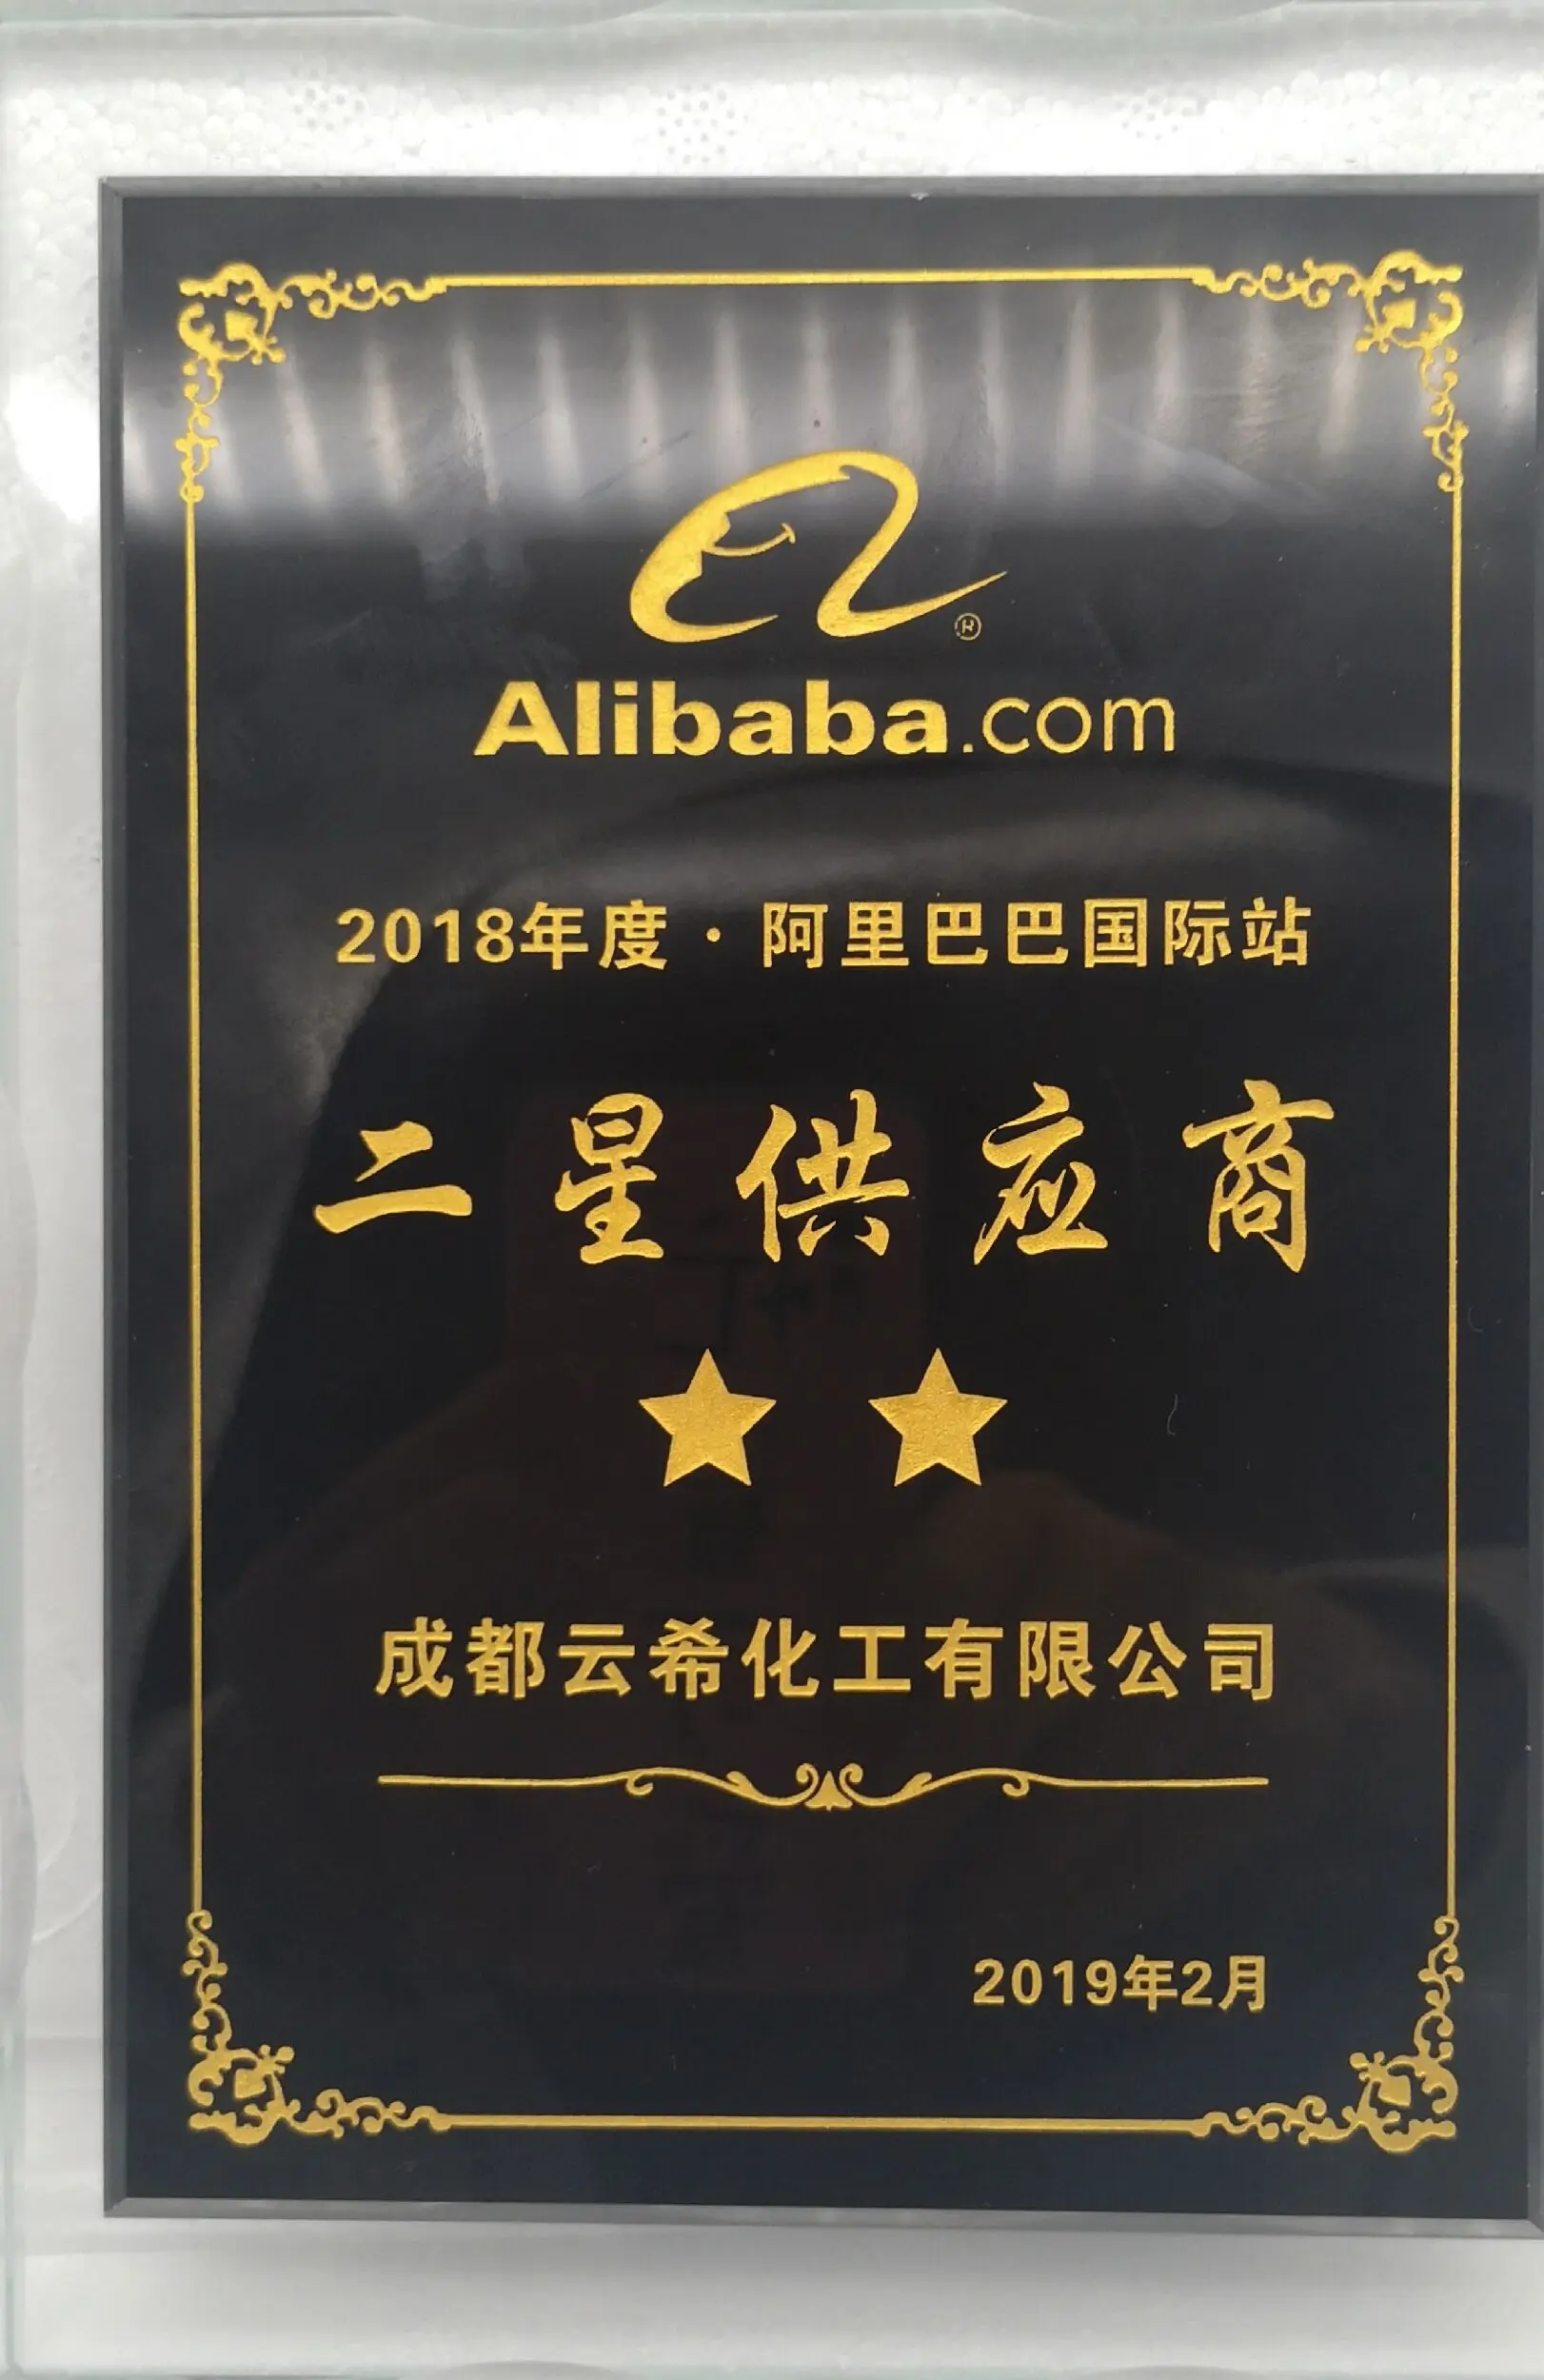 ®
Alibaba.com
2018年度·阿里巴巴国际站
二星供应商
成都云希化工有限公司
2019年2月